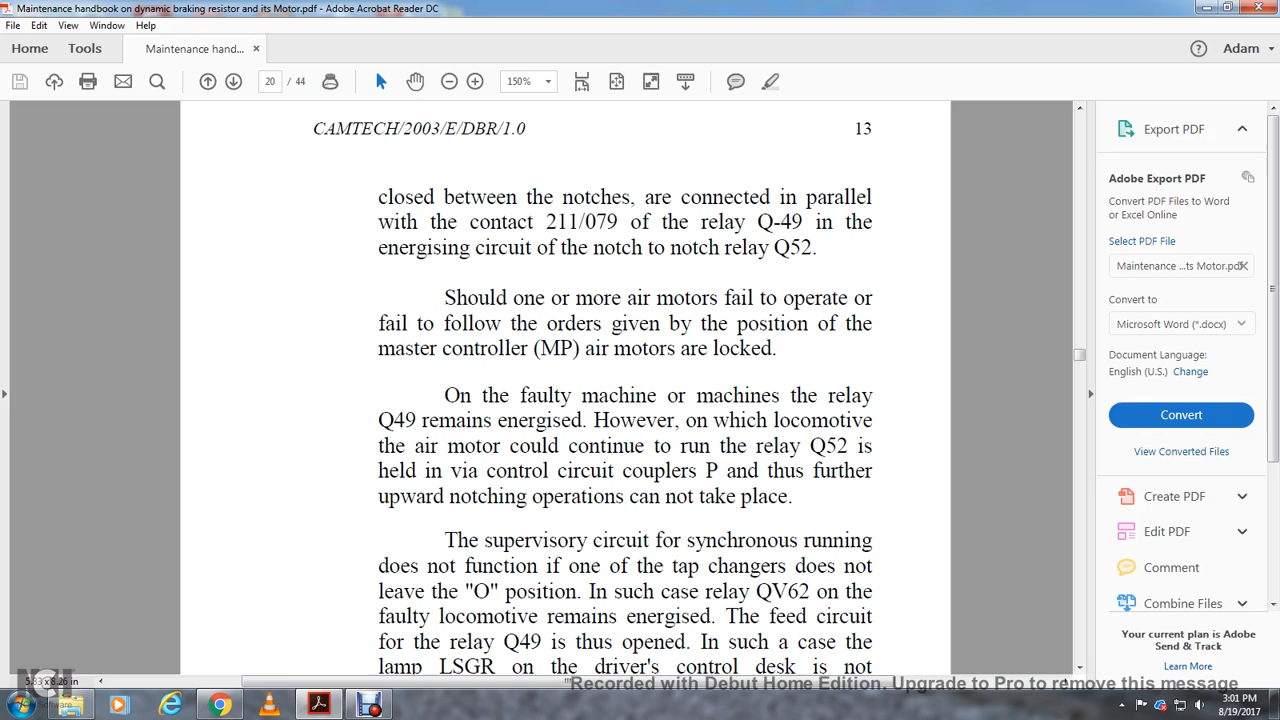 Maintenance handbook on dynamic braking resistor and its Motor.pdf - Adobe Acrobat Reader DC
File Edit View Window Help
Home Tools Maintenance hand... × Adam
20 / 44 150%
CAMTECH/2003/E/DBR/1.0 13
closed between the notches, are connected in parallel
with the contact 211/079 of the relay Q-49 in the
energising circuit of the notch to notch relay Q52.
Should one or more air motors fail to operate or
fail to follow the orders given by the position of the
master controller (MP) air motors are locked.
On the faulty machine or machines the relay
Q49 remains energised. However, on which locomotive
the air motor could continue to run the relay Q52 is
held in via control circuit couplers P and thus further
upward notching operations can not take place.
The supervisory circuit for synchronous running
does not function if one of the tap changers does not
leave the "O" position. In such case relay QV62 on the
faulty locomotive remains energised. The feed circuit
for the relay Q49 is thus opened. In such a case the
lamp LSGR on the driver's control desk is not
Export PDF
Adobe Export PDF
Convert PDF Files to Word
or Excel Online
Select PDF File
Maintenance ...ts Motor.pdf
Convert to
Microsoft Word (*.docx)
Document Language:
English (U.S.) Change
Convert
View Converted Files
Create PDF
Edit PDF
Comment
Combine Files
Your current plan is Adobe
Send & Track
Learn More
5.83 x 8.26 in
NCH
Software
"Recorded with Debut Home Edition. Upgrade to Pro to remove this message
3:01 PM
8/19/2017